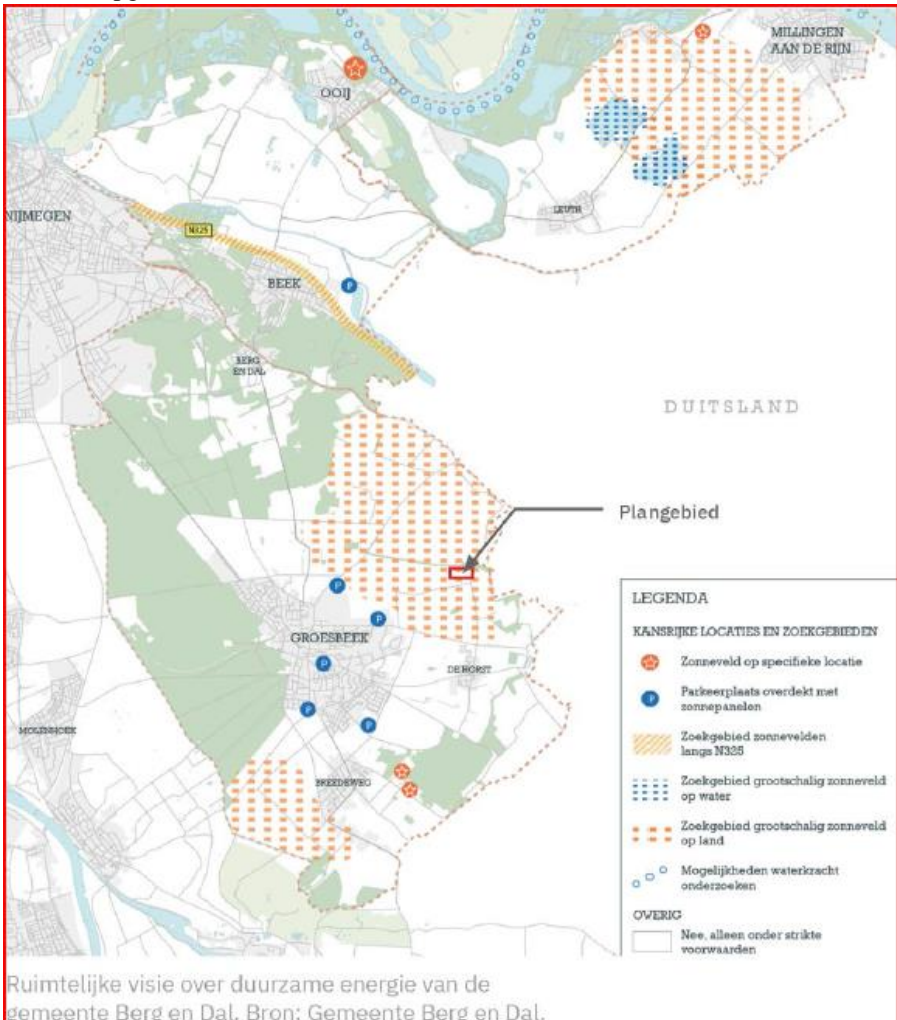 MILLINGEN
AAN DE RIJN
OOIJ
LEUTH
NIJMEGEN
N325
BEEK
P
BERG
EN DAL
DUITSLAND
Plangebied
P
P
GROESBEEK
P
DE HORST
P
P
MOLENHOEK
BREEDEWEG
LEGENDA
KANSRIJKE LOCATIES EN ZOEKGEBIEDEN
Zonneveld op specifieke locatie
P
Parkeerplaats overdekt met
zonnepanelen
Zoekgebied zonnevelden
langs N325
Zoekgebied grootschalig zonneveld
op water
Zoekgebied grootschalig zonneveld
op land
Mogelijkheden waterkracht
onderzoeken
OVERIG
Nee, alleen onder strikte
voorwaarden
Ruimtelijke visie over duurzame energie van de
gemeente Berg en Dal. Bron: Gemeente Berg en Dal.